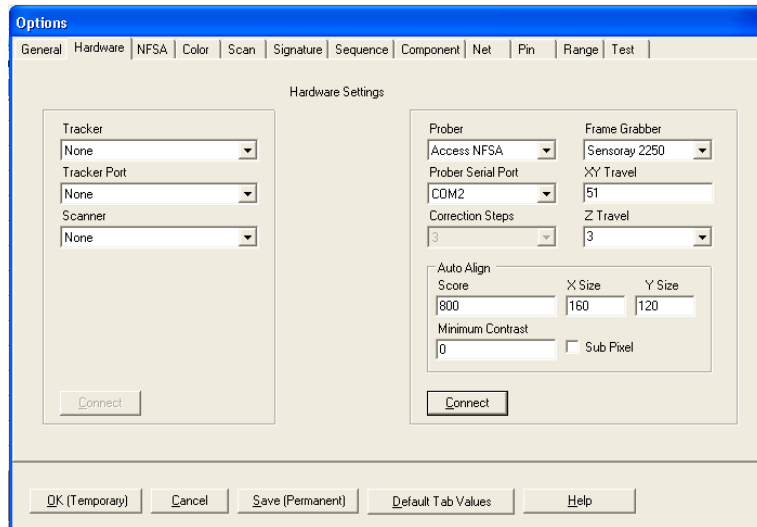 Options
General Hardware NFSA Color Scan Signature Sequence Component Net Pin Range Test
Hardware Settings
Tracker
None
Tracker Port
None
Scanner
None
Connect
Prober Frame Grabber
Access NFSA Sensoray 2250
Prober Serial Port XY Travel
COM2 51
Correction Steps Z Travel
3 3
Auto Align
Score X Size Y Size
800 160 120
Minimum Contrast
0 Sub Pixel
Connect
OK (Temporary) Cancel Save (Permanent) Default Tab Values Help